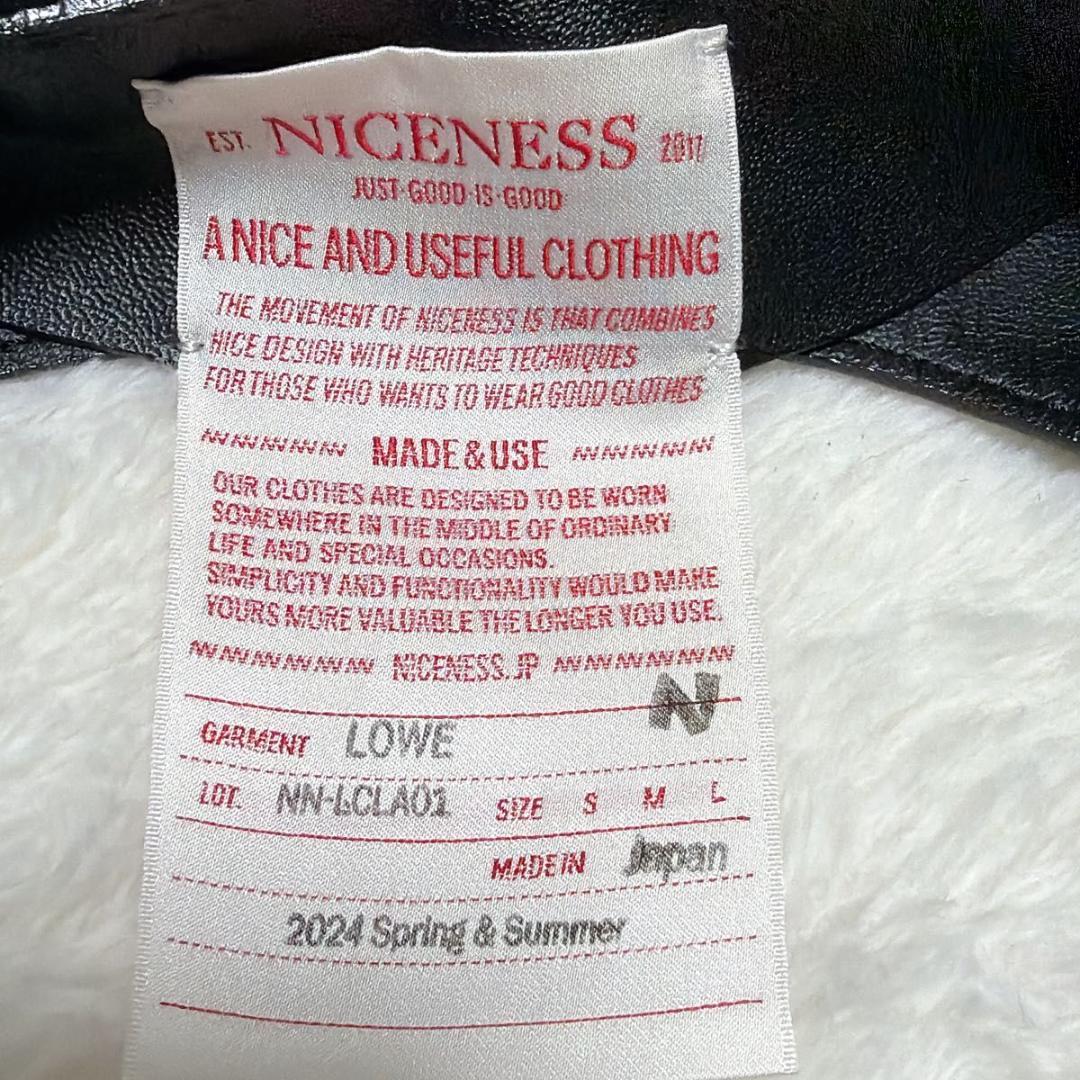 EST. NICENESS 2017
JUST·GOOD·IS·GOOD
A NICE AND USEFUL CLOTHING
THE MOVEMENT OF NICENESS IS THAT COMBINES
NICE DESIGN WITH HERITAGE TECHNIQUES
FOR THOSE WHO WANTS TO WEAR GOOD CLOTHES
MADE & USE
OUR CLOTHES ARE DESIGNED TO BE WORN
SOMEWHERE IN THE MIDDLE OF ORDINARY
LIFE AND SPECIAL OCCASIONS.
SIMPLICITY AND FUNCTIONALITY WOULD MAKE
YOURS MORE VALUABLE THE LONGER YOU USE.
NICENESS.JP
N
GARMENT LOWE
LOT. NN-LCLA01 SIZE S M L
MADE IN Japan
2024 Spring & Summer